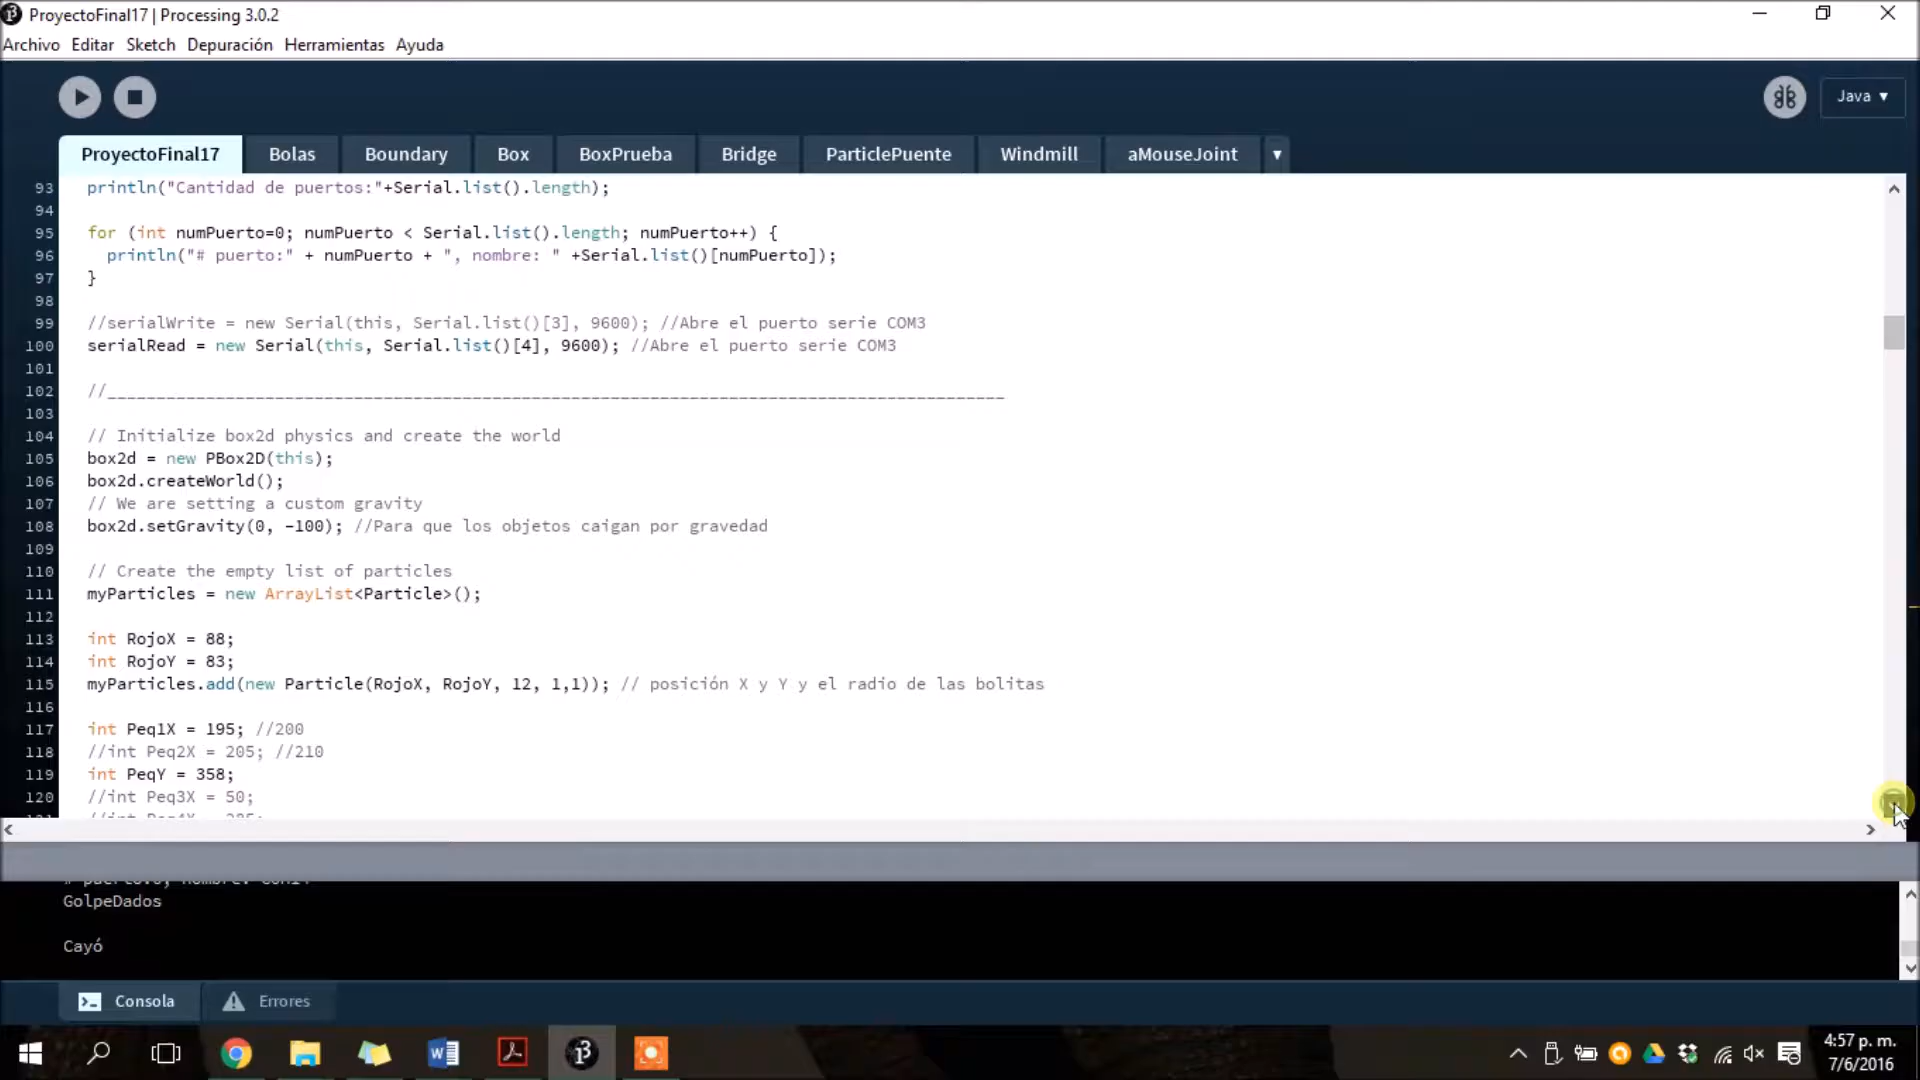 ProyectoFinal17 | Processing 3.0.2
Archivo Editar Sketch Depuración Herramientas Ayuda
Java ▾
ProyectoFinal17 Bolas Boundary Box BoxPrueba Bridge ParticlePuente Windmill aMouseJoint ▾
93 println("Cantidad de puertos:"+Serial.list().length);
94
95 for (int numPuerto=0; numPuerto < Serial.list().length; numPuerto++) {
96 println("# puerto:" + numPuerto + ", nombre: " +Serial.list()[numPuerto]);
97 }
98
99 //serialWrite = new Serial(this, Serial.list()[3], 9600); //Abre el puerto serie COM3
100 serialRead = new Serial(this, Serial.list()[4], 9600); //Abre el puerto serie COM3
101
102 //___________________________________________________________________________________________
103
104 // Initialize box2d physics and create the world
105 box2d = new PBox2D(this);
106 box2d.createWorld();
107 // We are setting a custom gravity
108 box2d.setGravity(0, -100); //Para que los objetos caigan por gravedad
109
110 // Create the empty list of particles
111 myParticles = new ArrayList<Particle>();
112
113 int RojoX = 88;
114 int RojoY = 83;
115 myParticles.add(new Particle(RojoX, RojoY, 12, 1,1)); // posición X y Y y el radio de las bolitas
116
117 int Peq1X = 195; //200
118 //int Peq2X = 205; //210
119 int PeqY = 358;
120 //int Peq3X = 50;
GolpeDados
Cayó
Consola Errores
4:57 p. m.
7/6/2016